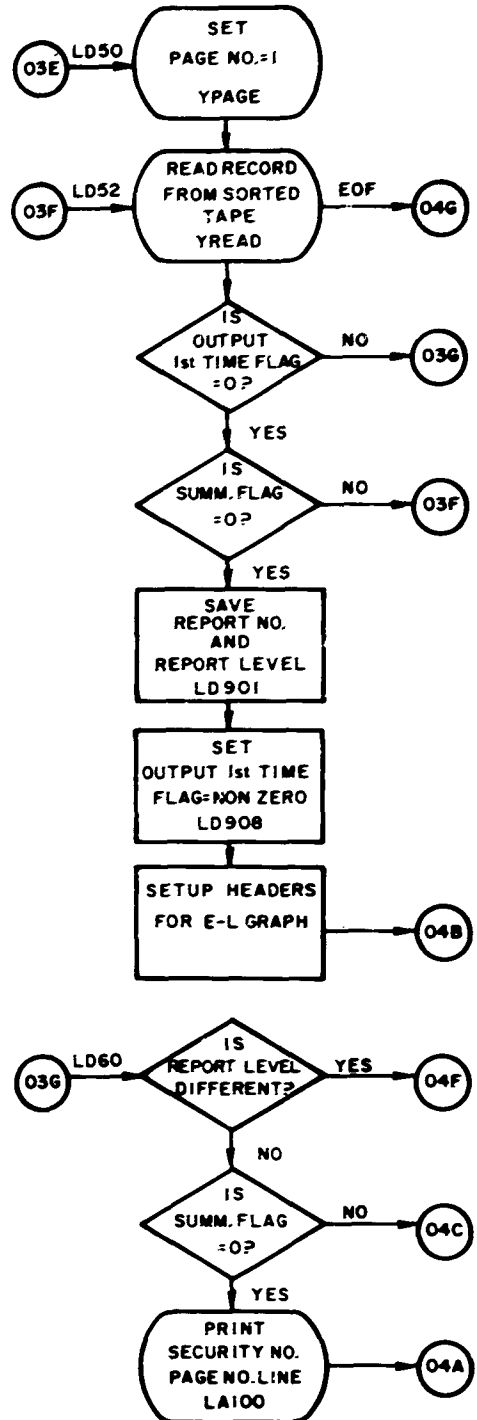 SET
PAGE NO.=1
YPAGE
03E
LD50
READ RECORD
FROM SORTED
TAPE
YREAD
03F
LD52
EOF
04G
IS
OUTPUT
1st TIME FLAG
=0?
NO
03G
YES
IS
SUMM. FLAG
=0?
NO
03F
YES
SAVE
REPORT NO.
AND
REPORT LEVEL
LD901
SET
OUTPUT 1st TIME
FLAG=NON ZERO
LD908
SETUP HEADERS
FOR E-L GRAPH
04B
03G
LD60
IS
REPORT LEVEL
DIFFERENT?
YES
04F
NO
IS
SUMM. FLAG
=0?
NO
04C
YES
PRINT
SECURITY NO.
PAGE NO. LINE
LA100
04A